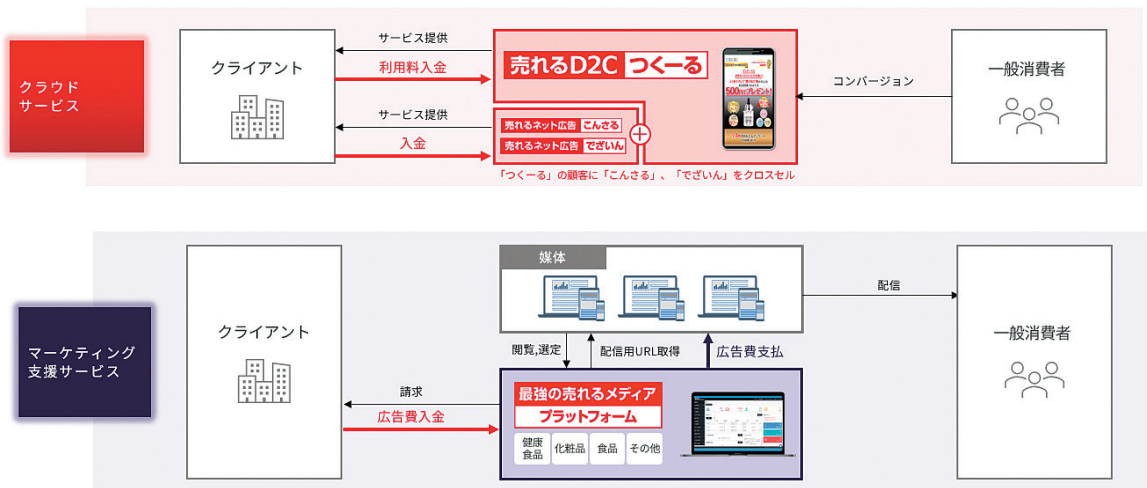 クラウド
サービス
クライアント
サービス提供
利用料入金
サービス提供
入金
売れるD2C つくーる
売れるネット広告 こんさる
売れるネット広告 でざいん
500円プレゼント!
コンバージョン
一般消費者
「つくーる」の顧客に「こんさる」、「でざいん」をクロスセル
マーケティング
支援サービス
クライアント
請求
広告費入金
媒体
閲覧,選定
配信用URL取得
広告費支払
最強の売れるメディア
プラットフォーム
健康
食品
化粧品
食品
その他
配信
一般消費者